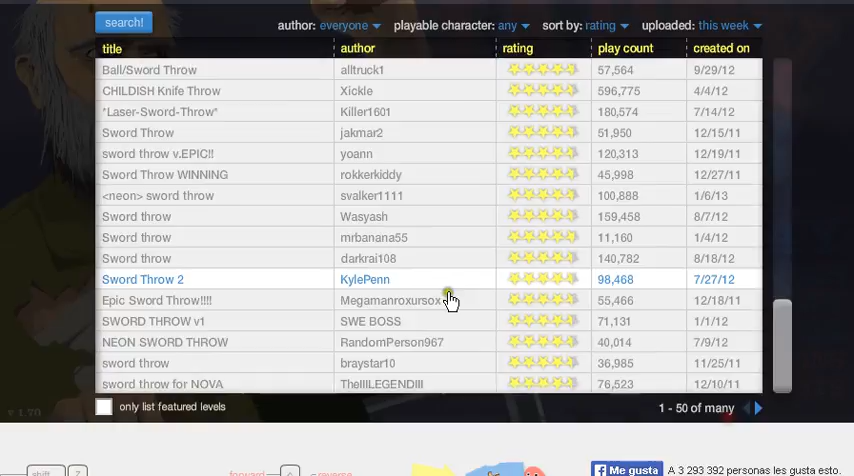 search!
author: everyone playable character: any sort by: rating uploaded: this week
title author rating play count created on
Ball/Sword Throw alltruck1 57,564 9/29/12
CHILDISH Knife Throw Xickle 596,775 4/4/12
*Laser-Sword-Throw* Killer1601 180,574 7/14/12
Sword Throw jakmar2 51,950 12/15/11
sword throw v.EPIC!! yoann 120,313 12/19/11
Sword Throw WINNING rokkerkiddy 45,998 12/27/11
<neon> sword throw svalker1111 100,888 1/6/13
Sword throw Wasyash 159,458 8/7/12
Sword throw mrbanana55 11,160 1/4/12
Sword throw darkrai108 140,782 8/18/12
Sword Throw 2 KylePenn 98,468 7/27/12
Epic Sword Throw!!!! Megamanroxursox 55,466 12/18/11
SWORD THROW v1 SWE BOSS 71,131 1/1/12
NEON SWORD THROW RandomPerson967 40,014 7/9/12
sword throw braystar10 36,985 11/25/11
sword throw for NOVA TheIIILEGENDIII 76,523 12/10/11
v 1.70 only list featured levels 1 - 50 of many
shift Z forward reverse
Me gusta A 3 293 392 personas les gusta esto.